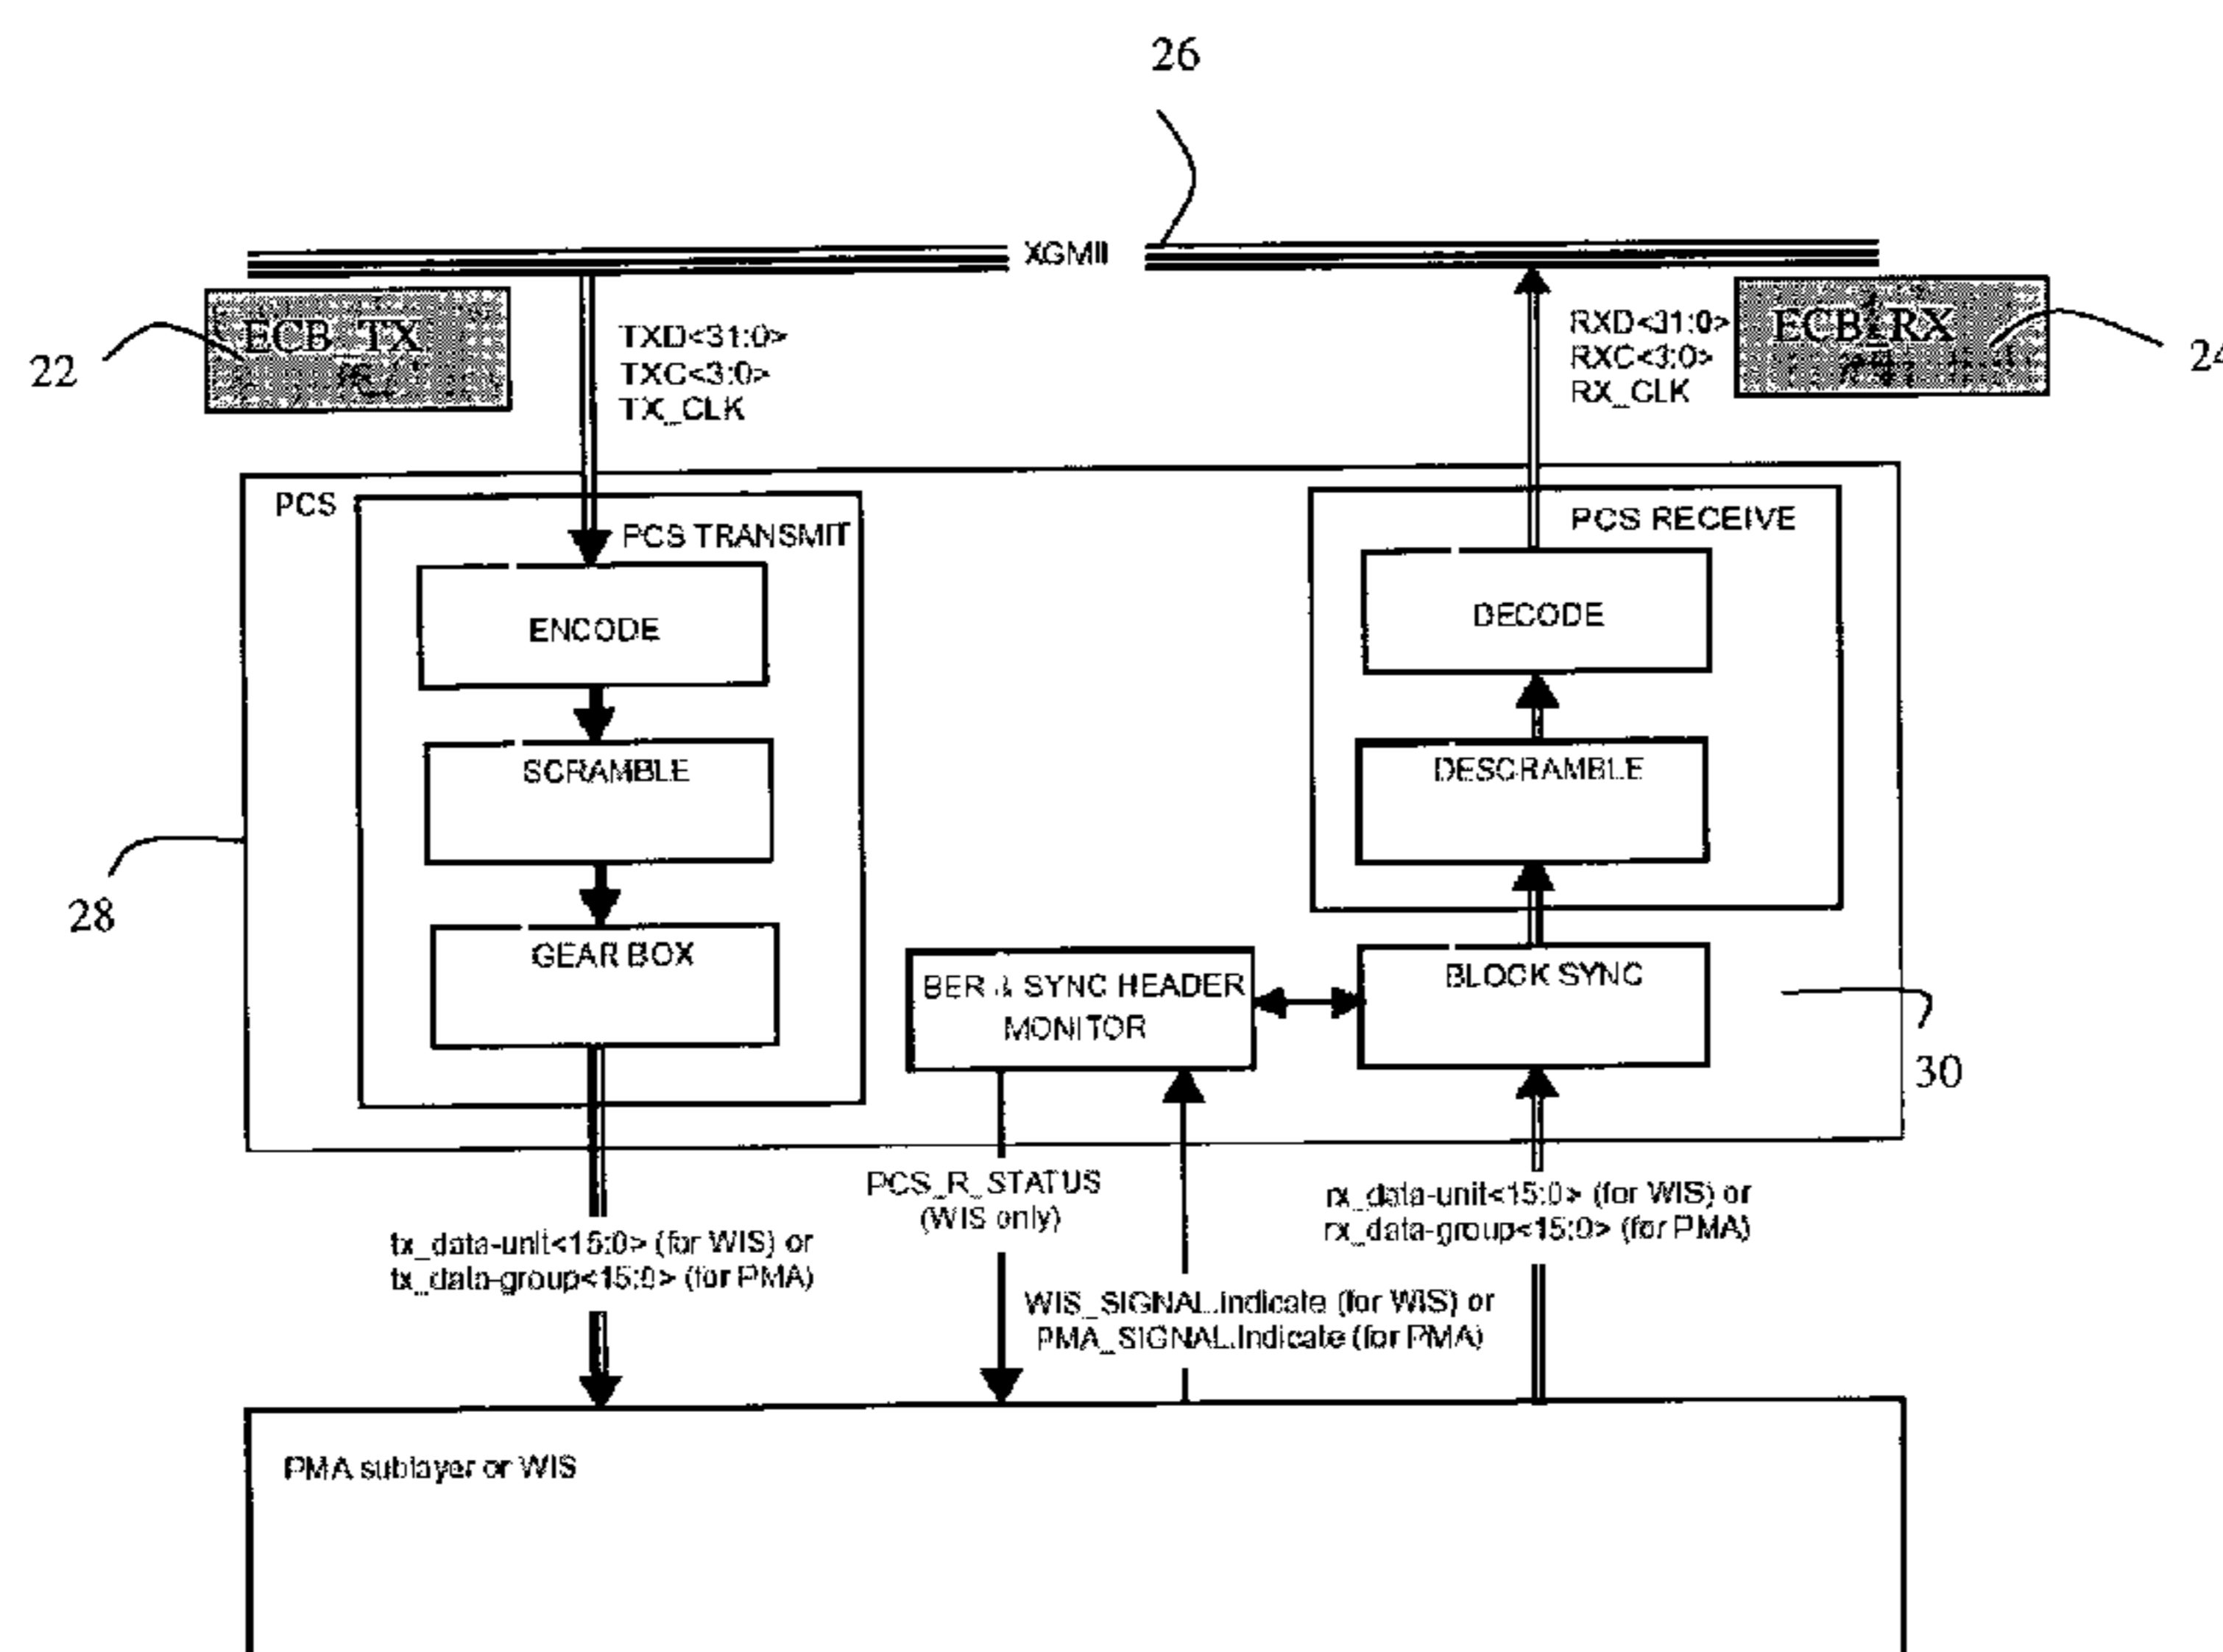 26
XGMII
ECB_TX
22
TXD<31:0>
TXC<3:0>
TX_CLK
RXD<31:0>
RXC<3:0>
RX_CLK
ECB_RX
24
PCS
PCS TRANSMIT
PCS RECEIVE
ENCODE
DECODE
SCRAMBLE
DESCRAMBLE
28
GEAR BOX
BER & SYNC HEADER
MONITOR
BLOCK SYNC
30
PCS_R_STATUS
(WIS only)
rx_data-unit<15:0> (for WIS) or
rx_data-group<15:0> (for PMA)
tx_data-unit<15:0> (for WIS) or
tx_data-group<15:0> (for PMA)
WIS_SIGNAL.indicate (for WIS) or
PMA_SIGNAL.indicate (for PMA)
PMA sublayer or WIS